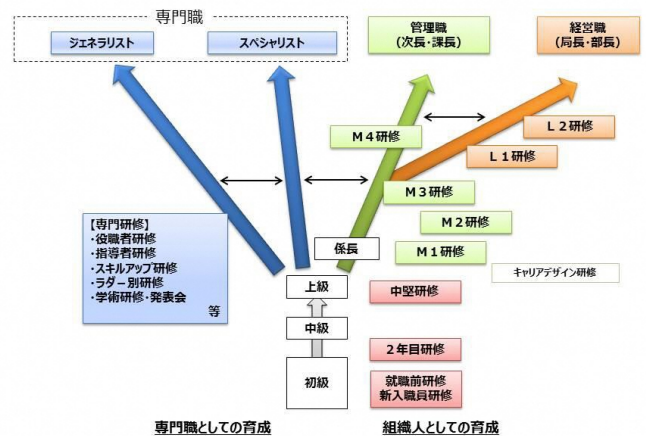 専門職
ジェネラリスト
スペシャリスト
管理職
(次長・課長)
経営職
(局長・部長)
M4研修
L2研修
L1研修
M3研修
M2研修
M1研修
係長
キャリアデザイン研修
【専門研修】
・役職者研修
・指導者研修
・スキルアップ研修
・ラダー別研修
・学術研修・発表会
等
上級
中堅研修
中級
2年目研修
初級
就職前研修
新入職員研修
専門職としての育成
組織人としての育成